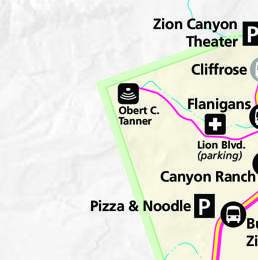 Zion Canyon
Theater
P
Cliffrose
Obert C.
Tanner
Flanigans
Lion Blvd.
(parking)
Canyon Ranch
Pizza & Noodle P